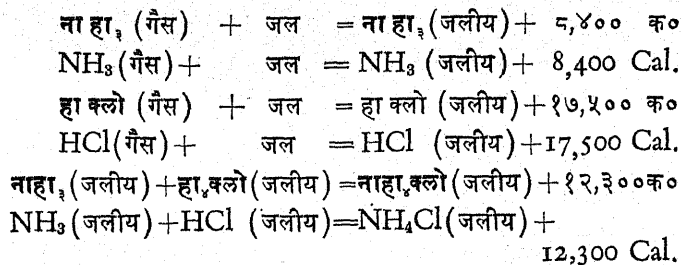 ना हा₃ (गैस) + जल = ना हा₃ (जलीय) + ८,४०० क०
NH₃ (गैस) + जल = NH₃ (जलीय) + 8,400 Cal.
हा क्लो (गैस) + जल = हा क्लो (जलीय) + १७,५०० क०
HCl (गैस) + जल = HCl (जलीय) + 17,500 Cal.
नाहा₃ (जलीय) + हा₄क्लो (जलीय) = नाहा₄क्लो (जलीय) + १२,३०० क०
NH₃ (जलीय) + HCl (जलीय) = NH₄Cl (जलीय) +
12,300 Cal.